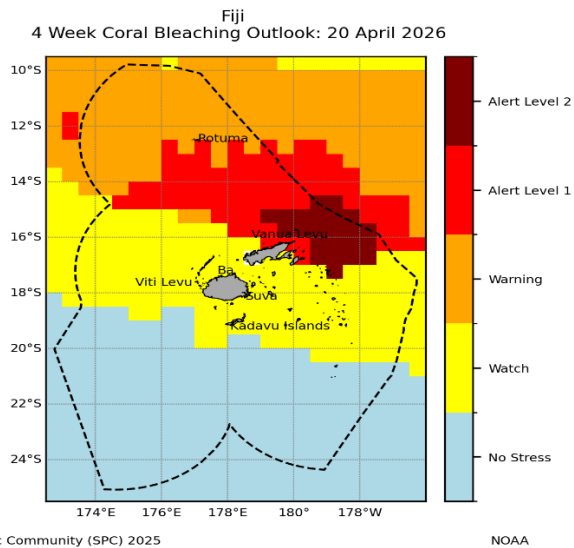 Fiji
4 Week Coral Bleaching Outlook: 20 April 2026
10°S
12°S
14°S
16°S
18°S
20°S
22°S
24°S
174°E
176°E
178°E
180°
178°W
Rotuma
Vanua Levu
Ba
Viti Levu
Suva
Kadavu Islands
Alert Level 2
Alert Level 1
Warning
Watch
No Stress
Community (SPC) 2025
NOAA